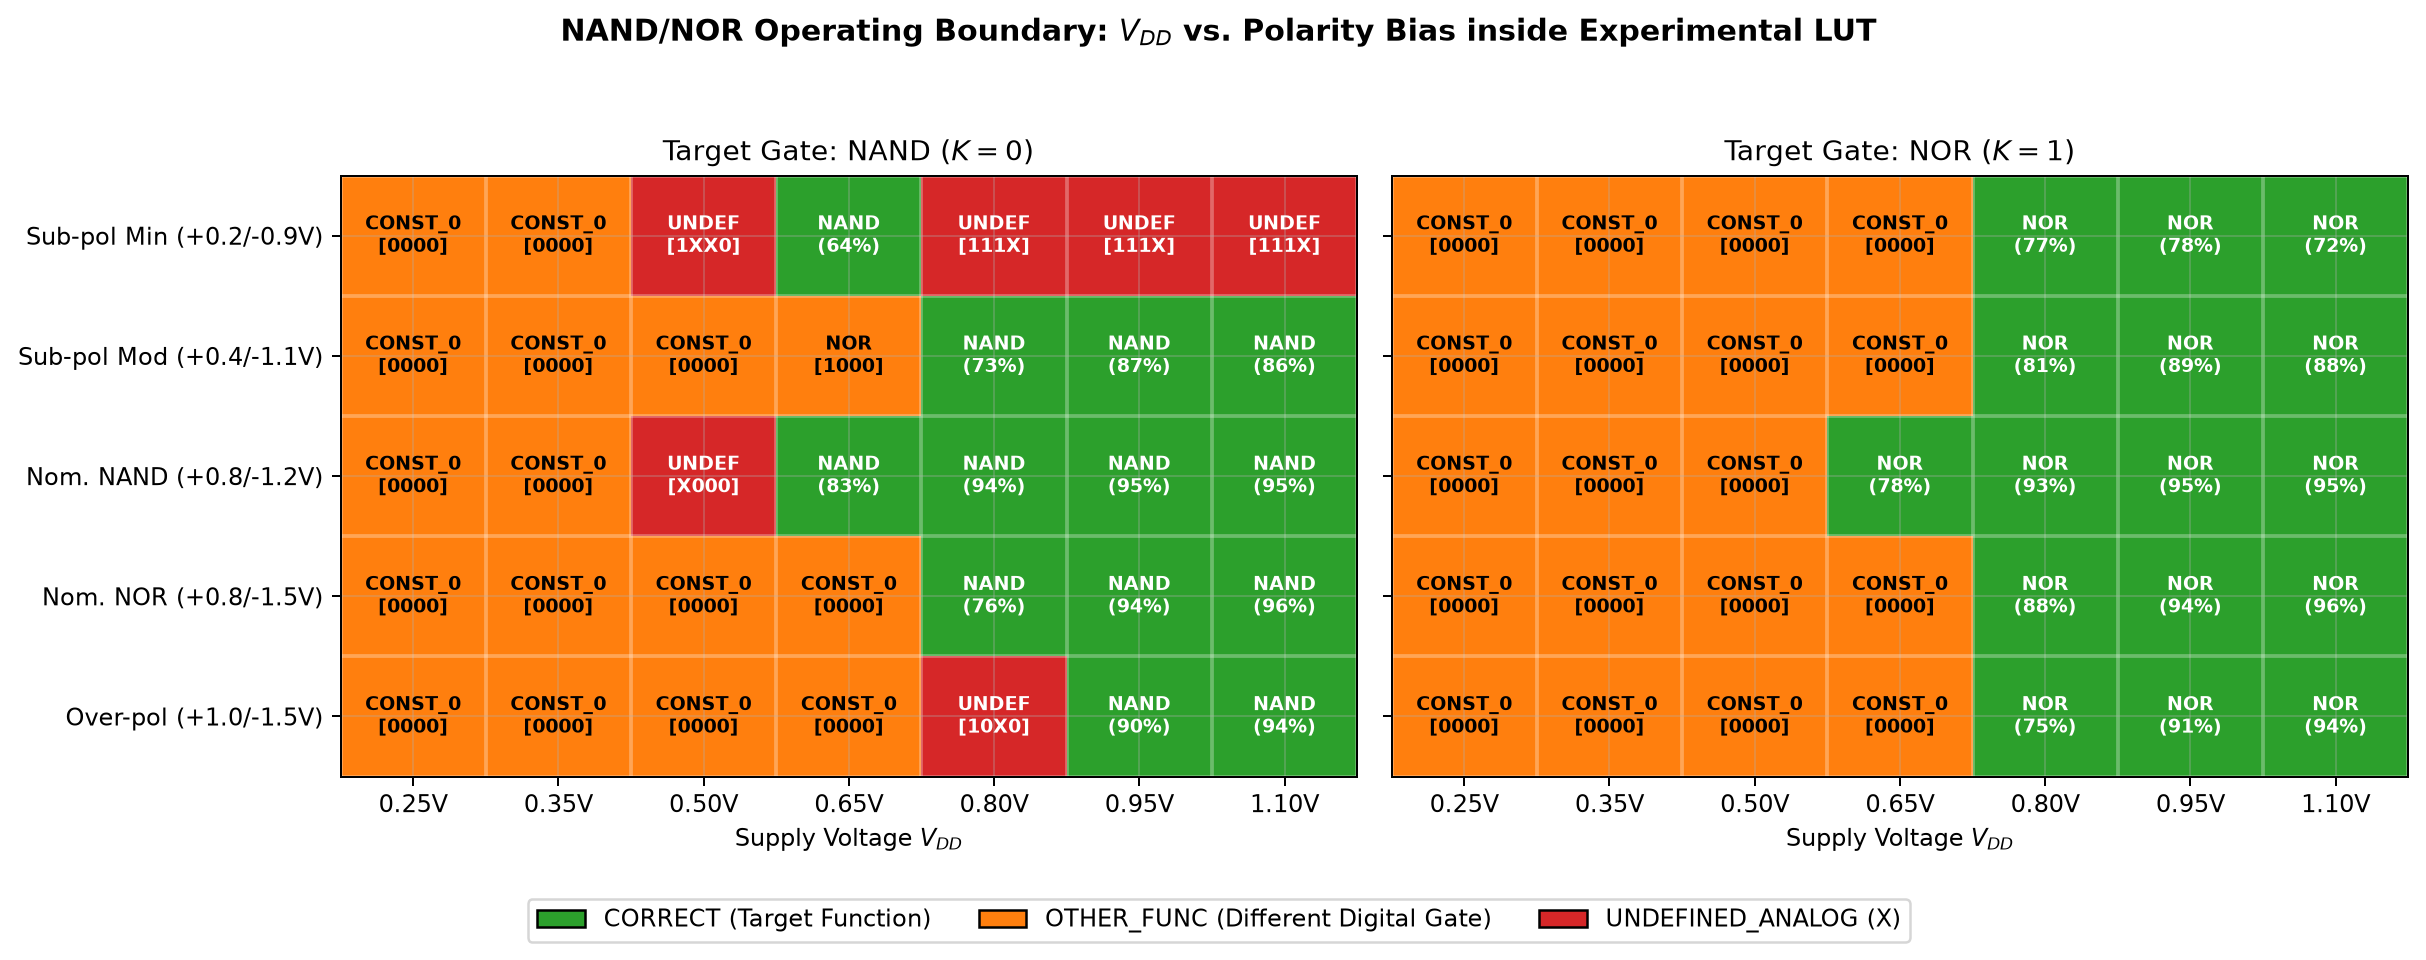 NAND/NOR Operating Boundary: V_DD vs. Polarity Bias inside Experimental LUT
Target Gate: NAND (K = 0)
Sub-pol Min (+0.2/-0.9V)
CONST_0 CONST_0 UNDEF NAND UNDEF UNDEF UNDEF
[0000] [0000] [1XX0] (64%) [111X] [111X] [111X]
Sub-pol Mod (+0.4/-1.1V)
CONST_0 CONST_0 CONST_0 NOR NAND NAND NAND
[0000] [0000] [0000] [1000] (73%) (87%) (86%)
Nom. NAND (+0.8/-1.2V)
CONST_0 CONST_0 UNDEF NAND NAND NAND NAND
[0000] [0000] [X000] (83%) (94%) (95%) (95%)
Nom. NOR (+0.8/-1.5V)
CONST_0 CONST_0 CONST_0 CONST_0 NAND NAND NAND
[0000] [0000] [0000] [0000] (76%) (94%) (96%)
Over-pol (+1.0/-1.5V)
CONST_0 CONST_0 CONST_0 CONST_0 UNDEF NAND NAND
[0000] [0000] [0000] [0000] [10X0] (90%) (94%)
0.25V 0.35V 0.50V 0.65V 0.80V 0.95V 1.10V
Supply Voltage V_DD
Target Gate: NOR (K = 1)
CONST_0 CONST_0 CONST_0 CONST_0 NOR NOR NOR
[0000] [0000] [0000] [0000] (77%) (78%) (72%)
CONST_0 CONST_0 CONST_0 CONST_0 NOR NOR NOR
[0000] [0000] [0000] [0000] (81%) (89%) (88%)
CONST_0 CONST_0 CONST_0 NOR NOR NOR NOR
[0000] [0000] [0000] (78%) (93%) (95%) (95%)
CONST_0 CONST_0 CONST_0 CONST_0 NOR NOR NOR
[0000] [0000] [0000] [0000] (88%) (94%) (96%)
CONST_0 CONST_0 CONST_0 CONST_0 NOR NOR NOR
[0000] [0000] [0000] [0000] (75%) (91%) (94%)
0.25V 0.35V 0.50V 0.65V 0.80V 0.95V 1.10V
Supply Voltage V_DD
CORRECT (Target Function) OTHER_FUNC (Different Digital Gate) UNDEFINED_ANALOG (X)